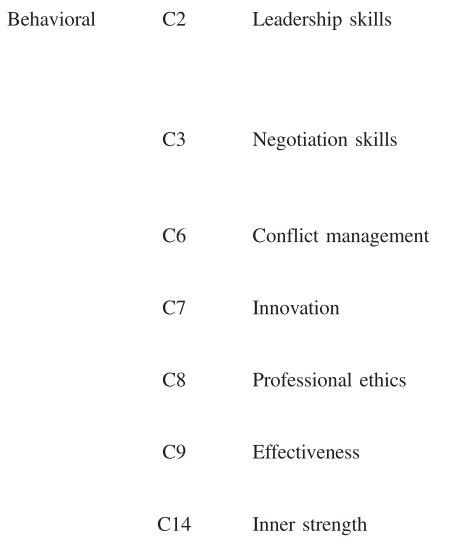 Behavioral C2 Leadership skills
C3 Negotiation skills
C6 Conflict management
C7 Innovation
C8 Professional ethics
C9 Effectiveness
C14 Inner strength